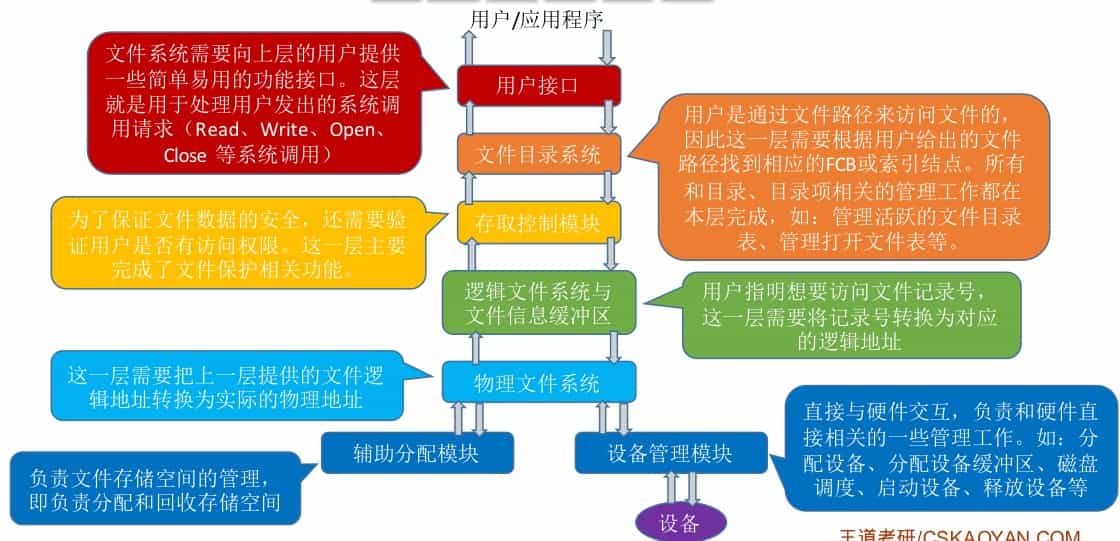 用户/应用程序
文件系统需要向上层的用户提供
一些简单易用的功能接口。这层
就是用于处理用户发出的系统调
用请求（Read、Write、Open、
Close 等系统调用）
用户接口
文件目录系统
用户是通过文件路径来访问文件的，
因此这一层需要根据用户给出的文件
路径找到相应的FCB或索引结点。所有
和目录、目录项相关的管理工作都在
本层完成，如：管理活跃的文件目录
表、管理打开文件表等。
为了保证文件数据的安全，还需要验
证用户是否有访问权限。这一层主要
完成了文件保护相关功能。
存取控制模块
逻辑文件系统与
文件信息缓冲区
用户指明想要访问文件记录号，
这一层需要将记录号转换为对应
的逻辑地址
这一层需要把上一层提供的文件逻
辑地址转换为实际的物理地址
物理文件系统
辅助分配模块
设备管理模块
直接与硬件交互，负责和硬件
直接相关的一些管理工作。如：分
配设备、分配设备缓冲区、磁盘
调度、启动设备、释放设备等
负责文件存储空间的管理，
即负责分配和回收存储空间
设备
王道考研/CSKAOYAN.COM